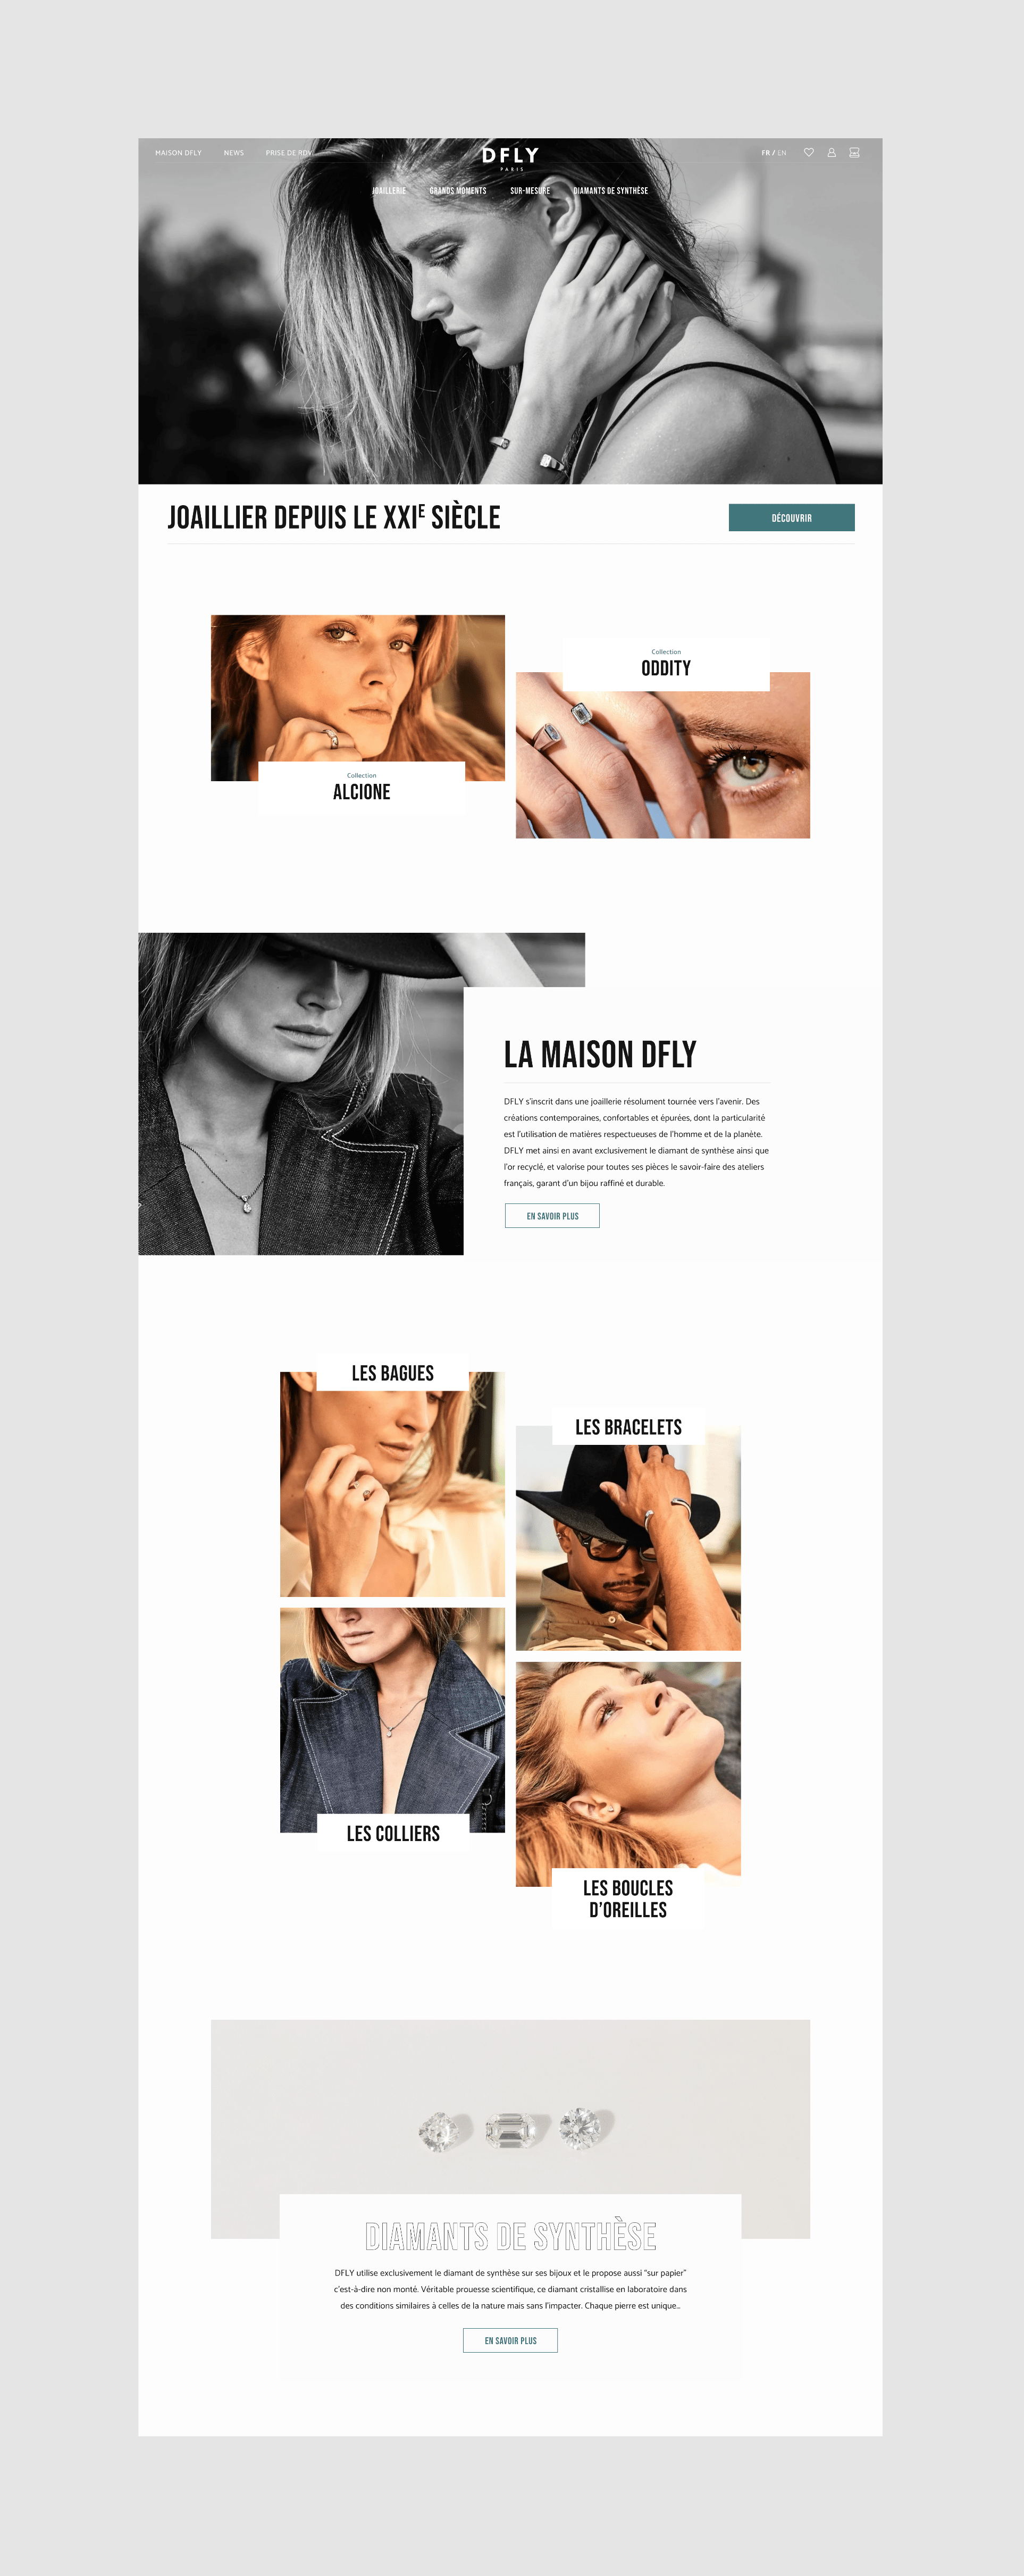 MAISON DFLY
NEWS
PRISE DE RDV
DFLY
PARIS
FR / EN
JOAILLERIE
GRANDS MOMENTS
SUR-MESURE
DIAMANTS DE SYNTHÈSE
JOAILLIER DEPUIS LE XXIE SIÈCLE
DÉCOUVRIR
Collection
ALCIONE
Collection
ODDITY
LA MAISON DFLY
DFLY s'inscrit dans une joaillerie résolument tournée vers l'avenir. Des
créations contemporaines, confortables et épurées, dont la particularité
est l'utilisation de matières respectueuses de l'homme et de la planète.
DFLY met ainsi en avant exclusivement le diamant de synthèse ainsi que
l'or recyclé, et valorise pour toutes ses pièces le savoir-faire des ateliers
français, garant d'un bijou raffiné et durable.
EN SAVOIR PLUS
LES BAGUES
LES BRACELETS
LES COLLIERS
LES BOUCLES
D'OREILLES
DIAMANTS DE SYNTHÈSE
DFLY utilise exclusivement le diamant de synthèse sur ses bijoux et le propose aussi "sur papier"
c'est-à-dire non monté. Véritable prouesse scientifique, ce diamant cristallise en laboratoire dans
des conditions similaires à celles de la nature mais sans l'impacter. Chaque pierre est unique...
EN SAVOIR PLUS